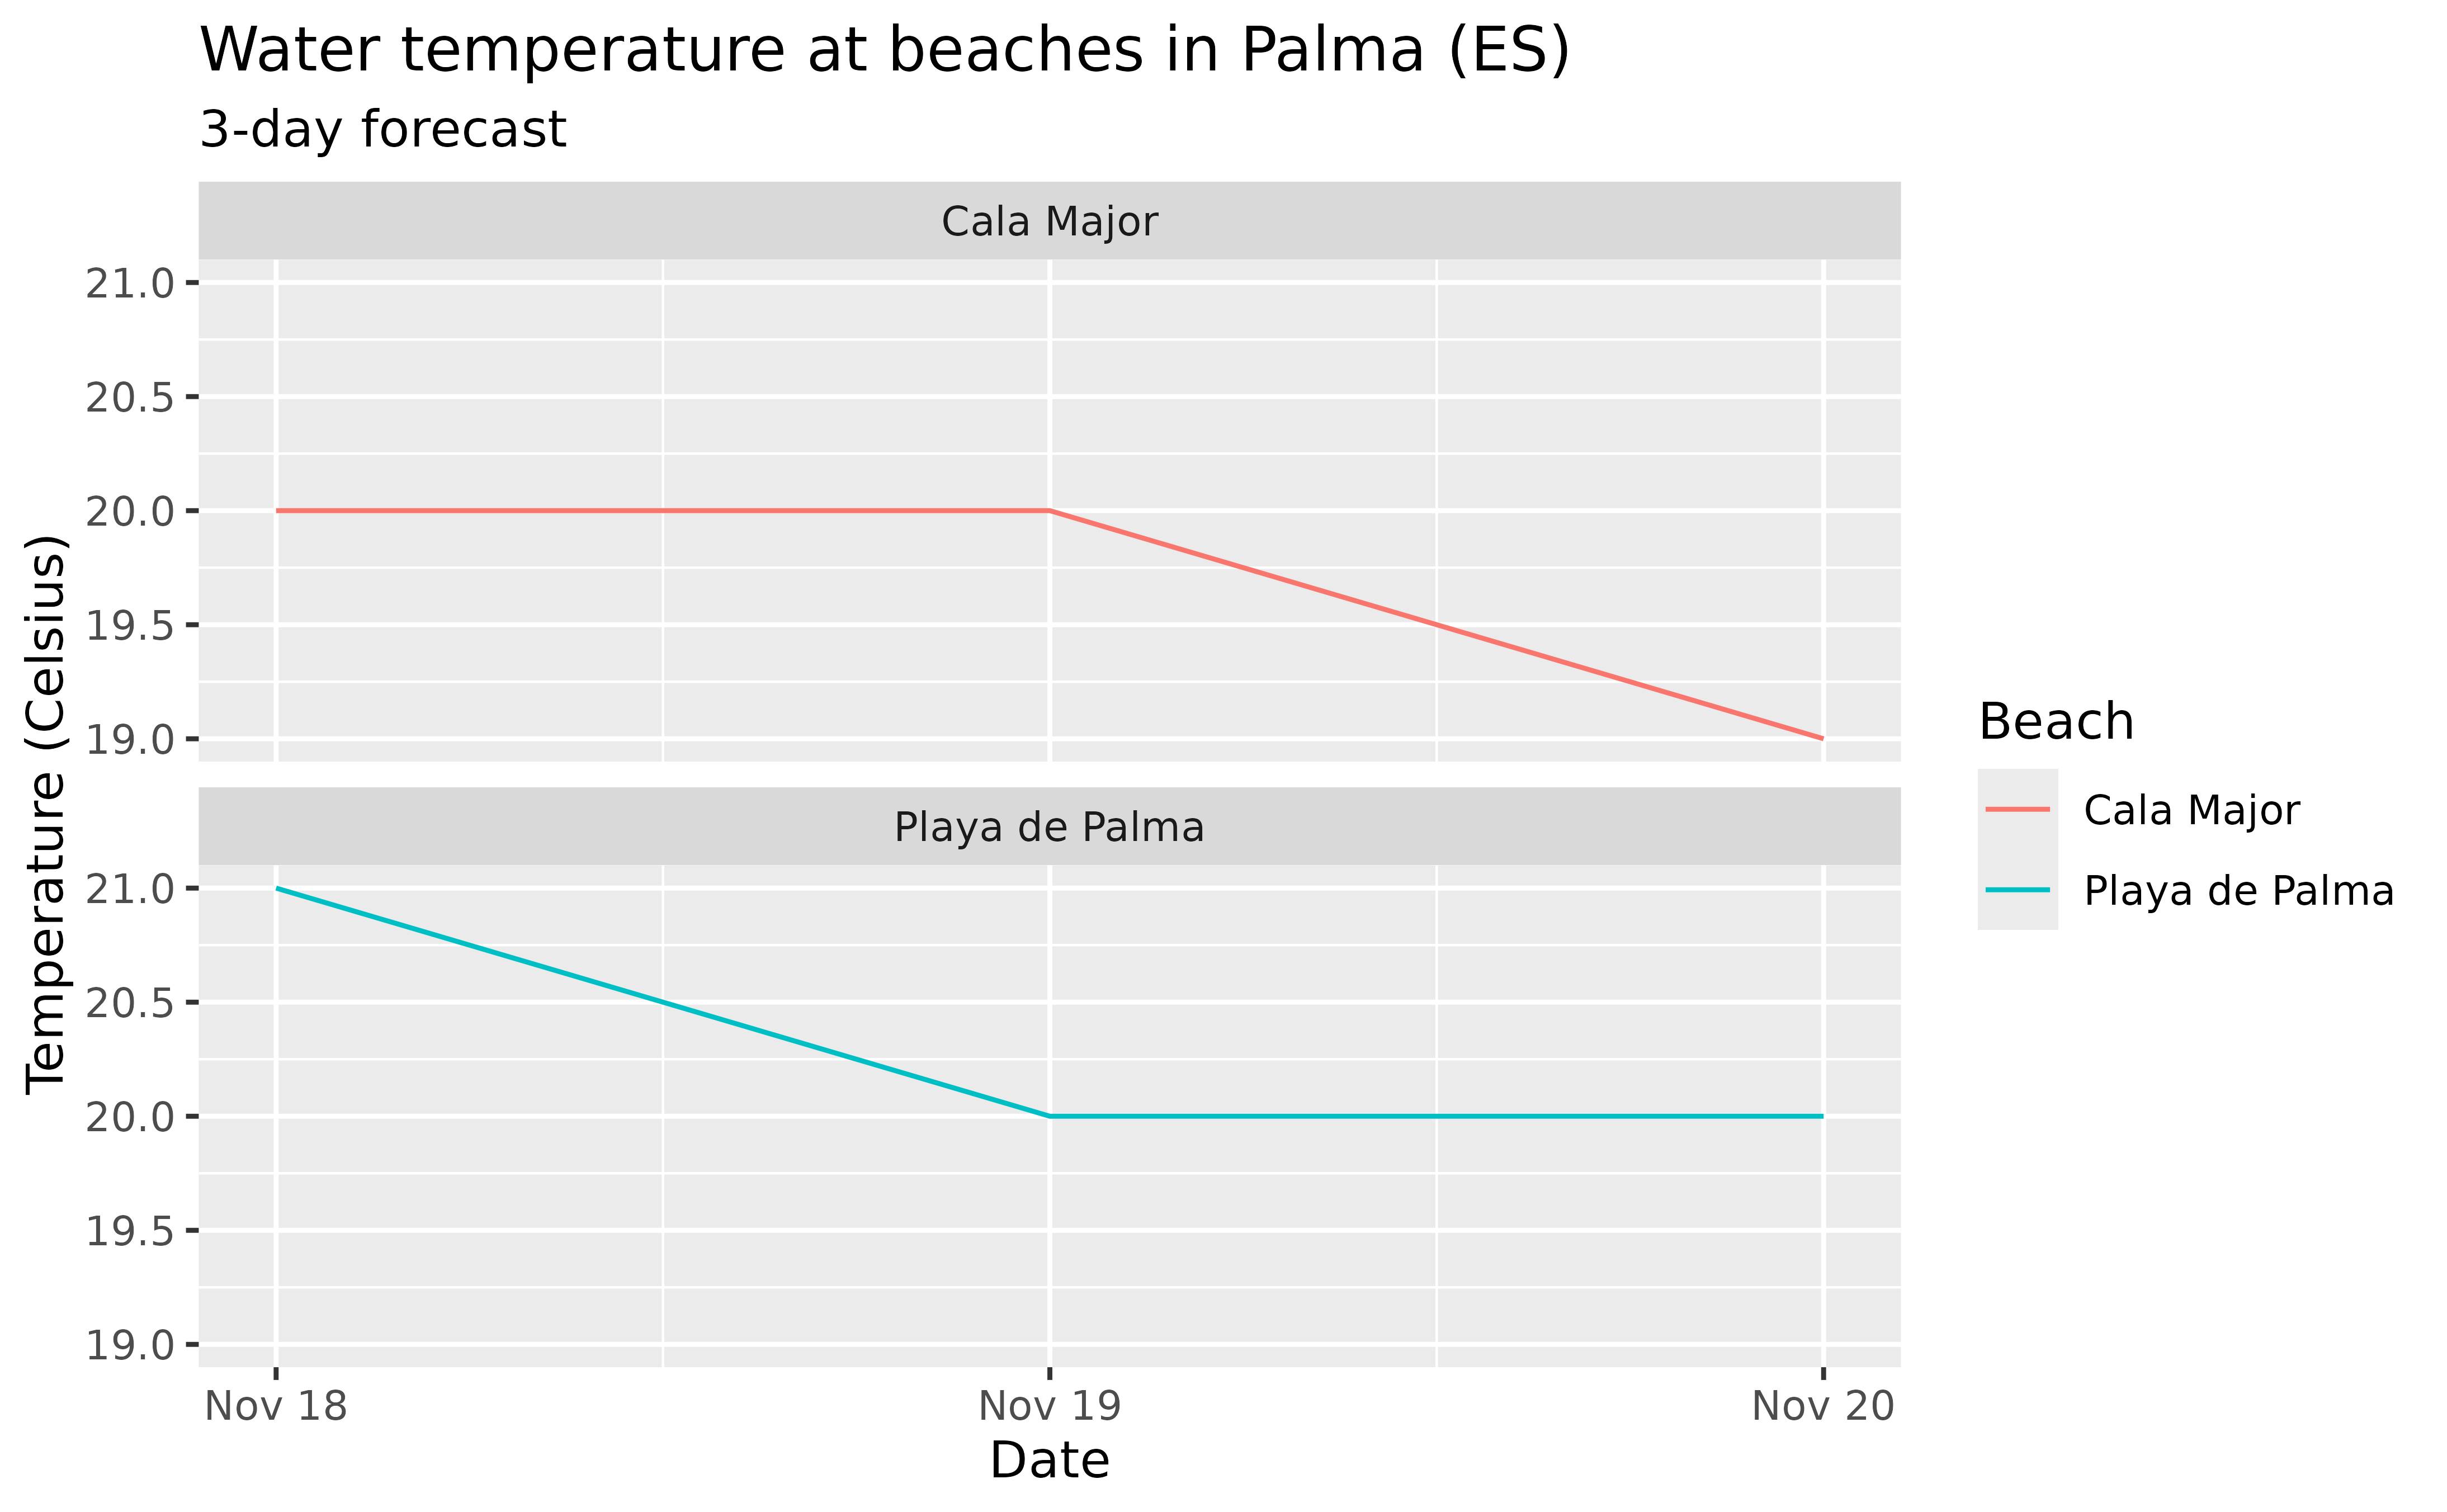 Water temperature at beaches in Palma (ES)
3-day forecast
Cala Major
21.0
20.5
20.0
19.5
19.0
Playa de Palma
21.0
20.5
20.0
19.5
19.0
Nov 18
Nov 19
Nov 20
Date
Temperature (Celsius)
Beach
Cala Major
Playa de Palma